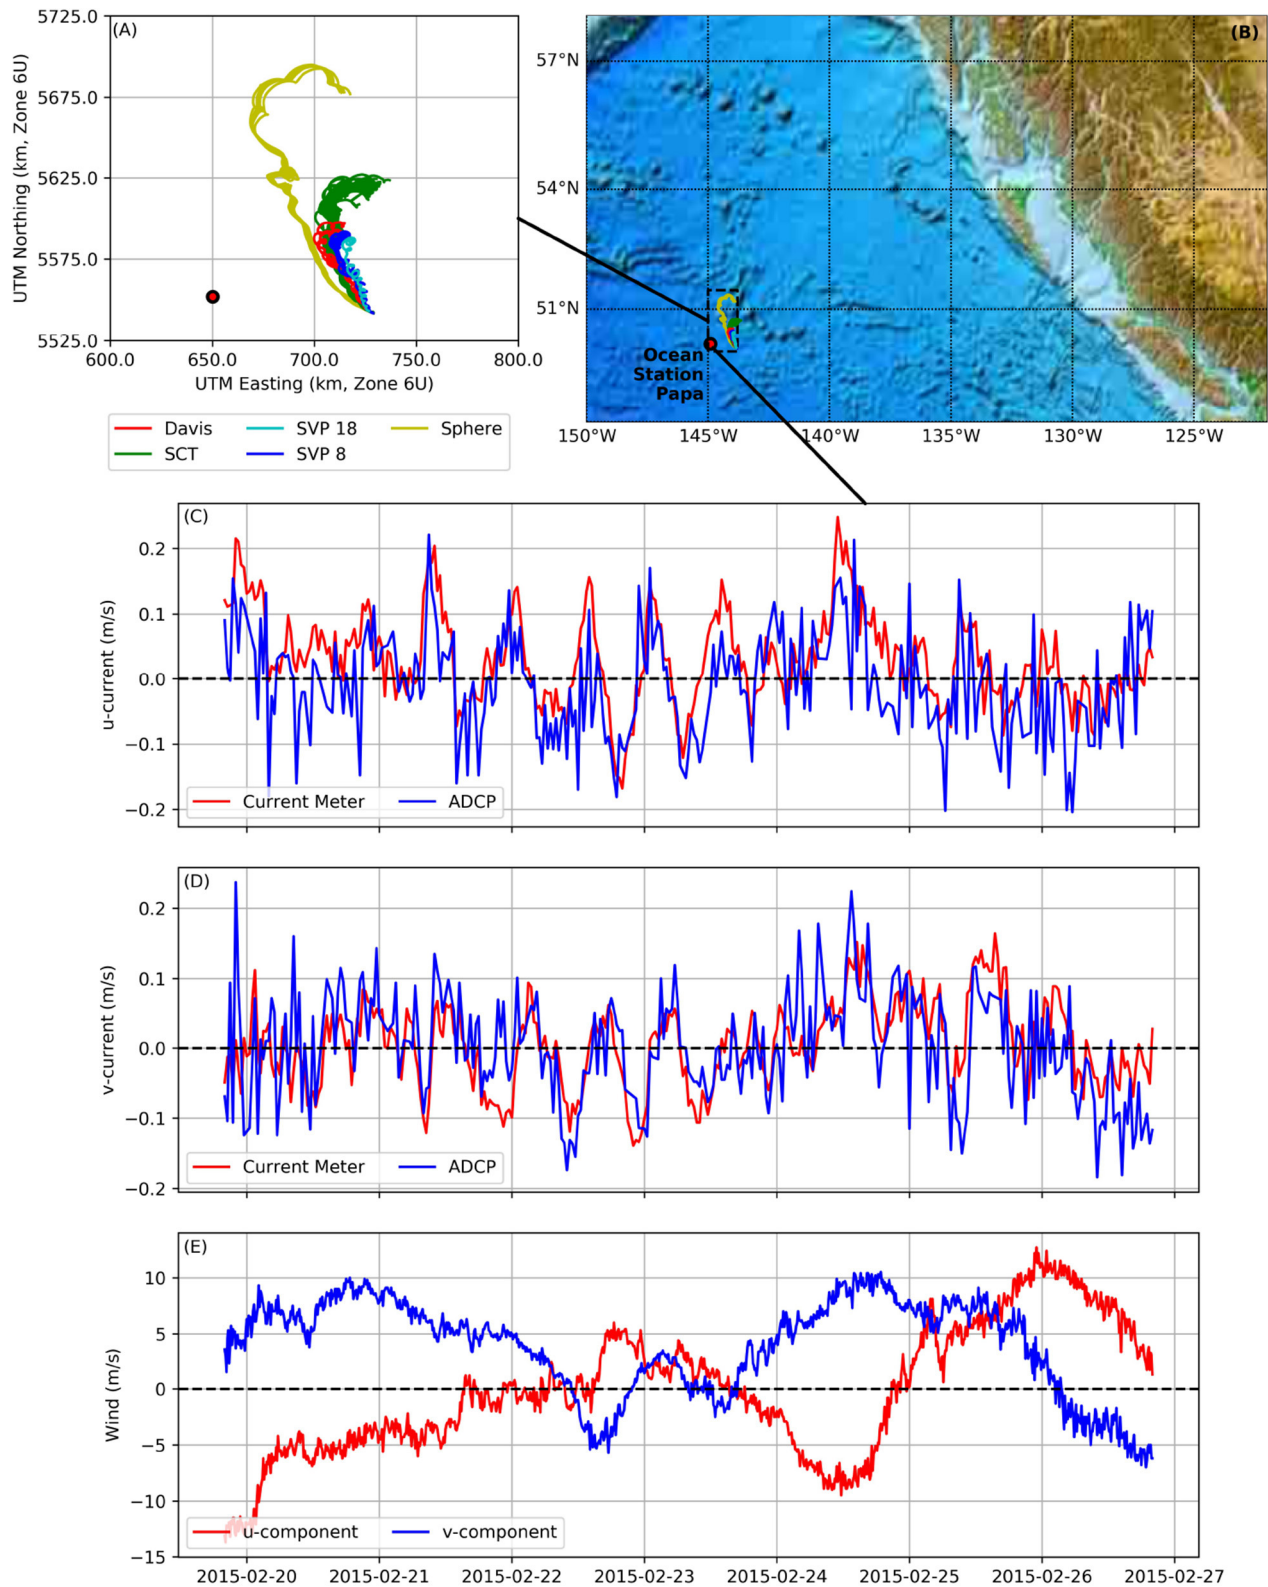 (A)
5725.0
5675.0
5625.0
5575.0
5525.0
UTM Northing (km, Zone 6U)
600.0 650.0 700.0 750.0 800.0
UTM Easting (km, Zone 6U)
Davis SVP 18 Sphere
SCT SVP 8
(B)
57°N
54°N
51°N
Ocean
Station
Papa
150°W 145°W 140°W 135°W 130°W 125°W
(C)
0.2
0.1
0.0
−0.1
−0.2
u-current (m/s)
Current Meter ADCP
(D)
0.2
0.1
0.0
−0.1
−0.2
v-current (m/s)
Current Meter ADCP
(E)
10
5
0
−5
−10
−15
Wind (m/s)
u-component v-component
2015-02-20 2015-02-21 2015-02-22 2015-02-23 2015-02-24 2015-02-25 2015-02-26 2015-02-27